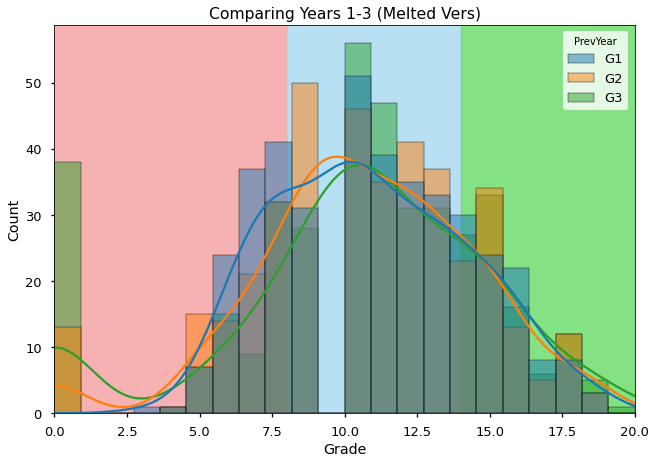 Comparing Years 1-3 (Melted Vers)
PrevYear
G1
G2
G3
Count
50
40
30
20
10
0
0.0 2.5 5.0 7.5 10.0 12.5 15.0 17.5 20.0
Grade